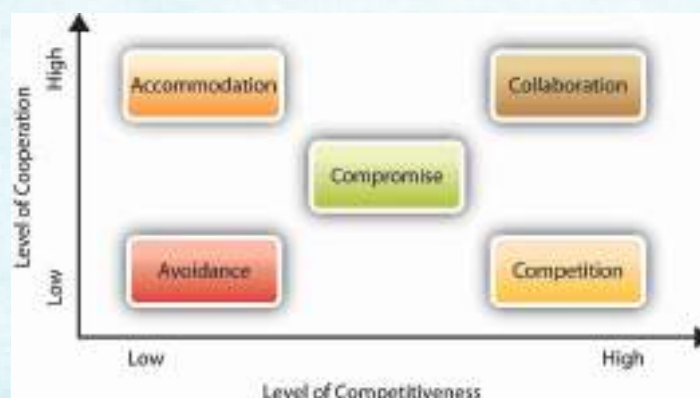 High
Accommodation
Collaboration
Level of Cooperation
Compromise
Avoidance
Competition
Low
Low
High
Level of Competitiveness